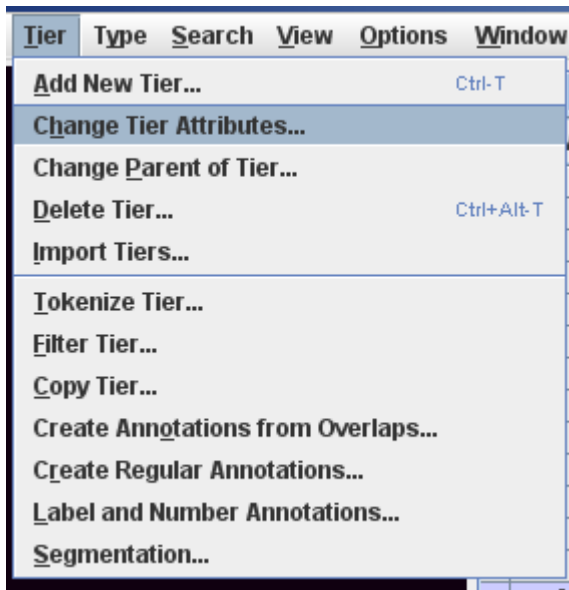 Tier Type Search View Options Window
Add New Tier... Ctrl-T
Change Tier Attributes...
Change Parent of Tier...
Delete Tier... Ctrl+Alt-T
Import Tiers...
Tokenize Tier...
Filter Tier...
Copy Tier...
Create Annotations from Overlaps...
Create Regular Annotations...
Label and Number Annotations...
Segmentation...